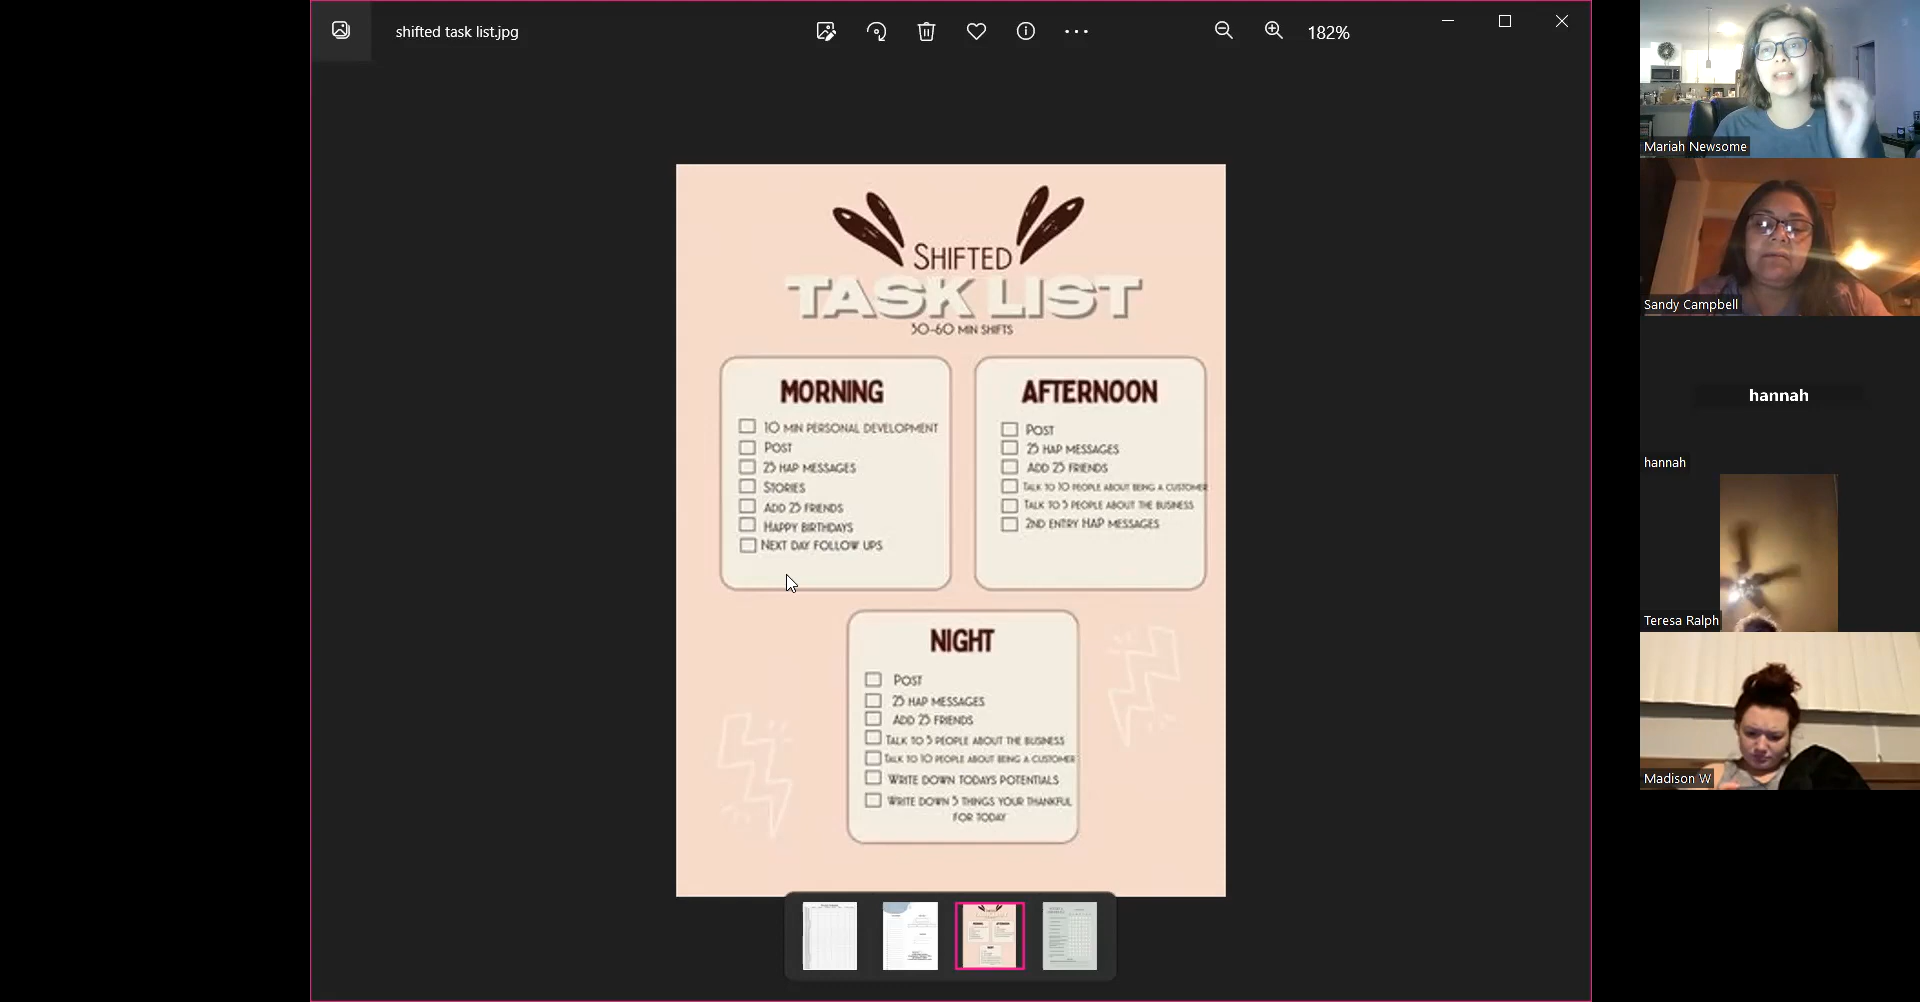 shifted task list.jpg
182%
SHIFTED
TASK LIST
30-60 MIN SHIFTS
MORNING
10 MIN PERSONAL DEVELOPMENT
POST
25 HAP MESSAGES
STORIES
ADD 25 FRIENDS
HAPPY BIRTHDAYS
NEXT DAY FOLLOW UPS
AFTERNOON
POST
25 HAP MESSAGES
ADD 25 FRIENDS
TALK TO 10 PEOPLE ABOUT BEING A CUSTOMER
TALK TO 5 PEOPLE ABOUT THE BUSINESS
2ND ENTRY HAP MESSAGES
NIGHT
POST
25 HAP MESSAGES
ADD 25 FRIENDS
TALK TO 5 PEOPLE ABOUT THE BUSINESS
TALK TO 10 PEOPLE ABOUT BEING A CUSTOMER
WRITE DOWN TODAYS POTENTIALS
WRITE DOWN 5 THINGS YOUR THANKFUL
FOR TODAY
Mariah Newsome
Sandy Campbell
hannah
hannah
Teresa Ralph
Madison W